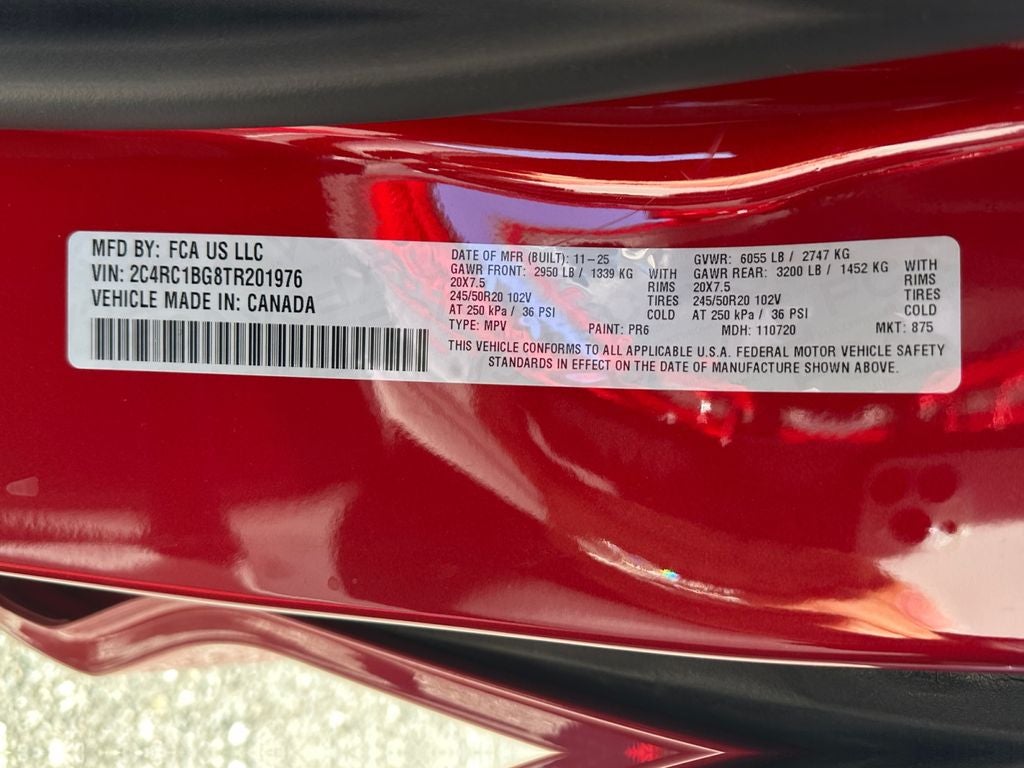 MFD BY: FCA US LLC
VIN: 2C4RC1BG8TR201976
VEHICLE MADE IN: CANADA
DATE OF MFR (BUILT): 11-25
GAWR FRONT: 2950 LB / 1339 KG WITH
20X7.5 RIMS
245/50R20 102V TIRES
AT 250 kPa / 36 PSI COLD
TYPE: MPV PAINT: PR6 MDH: 110720 MKT: 875
GVWR: 6055 LB / 2747 KG
GAWR REAR: 3200 LB / 1452 KG WITH
20X7.5 RIMS
245/50R20 102V TIRES
AT 250 kPa / 36 PSI COLD
THIS VEHICLE CONFORMS TO ALL APPLICABLE U.S.A. FEDERAL MOTOR VEHICLE SAFETY
STANDARDS IN EFFECT ON THE DATE OF MANUFACTURE SHOWN ABOVE.